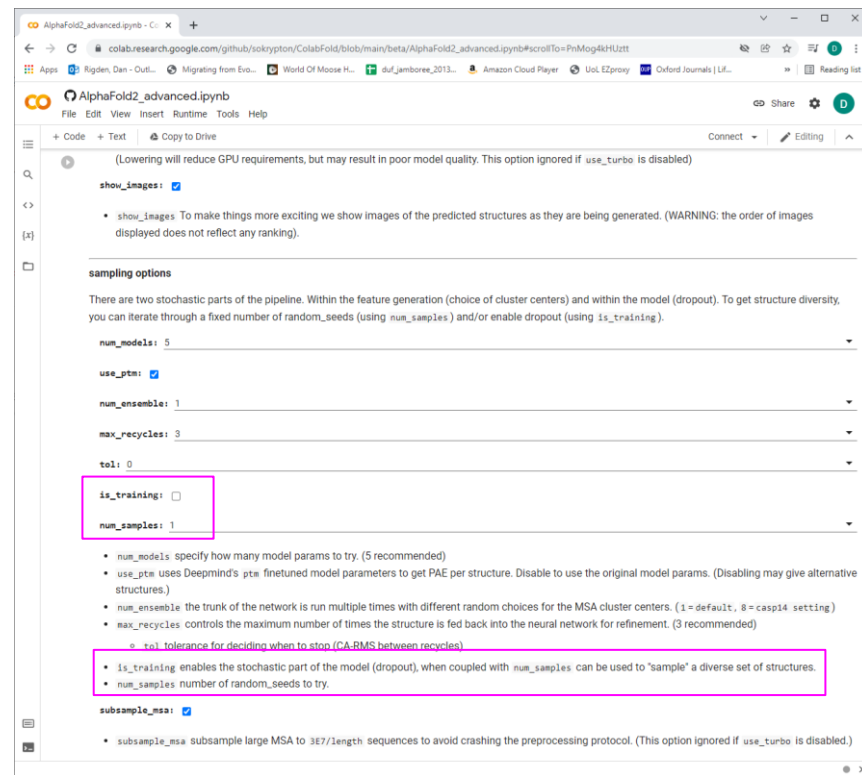 AlphaFold2_advanced.ipynb - Co
colab.research.google.com/github/sokrypton/ColabFold/blob/main/beta/AlphaFold2_advanced.ipynb#scrollTo=PnMog4kHUztt
Apps Rigden, Dan - Outl... Migrating from Evo... World Of Moose H... duf_jamboree_2013... Amazon Cloud Player UoL EZproxy Oxford Journals | Lif... » Reading list
AlphaFold2_advanced.ipynb
Share D
File Edit View Insert Runtime Tools Help
+ Code + Text Copy to Drive Connect Editing
(Lowering will reduce GPU requirements, but may result in poor model quality. This option ignored if use_turbo is disabled)
show_images:
• show_images To make things more exciting we show images of the predicted structures as they are being generated. (WARNING: the order of images
displayed does not reflect any ranking).
sampling options
There are two stochastic parts of the pipeline. Within the feature generation (choice of cluster centers) and within the model (dropout). To get structure diversity,
you can iterate through a fixed number of random_seeds (using num_samples) and/or enable dropout (using is_training).
num_models: 5
use_ptm:
num_ensemble: 1
max_recycles: 3
tol: 0
is_training:
num_samples: 1
• num_models specify how many model params to try. (5 recommended)
• use_ptm uses Deepmind's ptm finetuned model parameters to get PAE per structure. Disable to use the original model params. (Disabling may give alternative
structures.)
• num_ensemble the trunk of the network is run multiple times with different random choices for the MSA cluster centers. (1=default, 8=casp14 setting)
• max_recycles controls the maximum number of times the structure is fed back into the neural network for refinement. (3 recommended)
◦ tol tolerance for deciding when to stop (CA-RMS between recycles)
• is_training enables the stochastic part of the model (dropout), when coupled with num_samples can be used to "sample" a diverse set of structures.
• num_samples number of random_seeds to try.
subsample_msa:
• subsample_msa subsample large MSA to 3E7/length sequences to avoid crashing the preprocessing protocol. (This option ignored if use_turbo is disabled.)